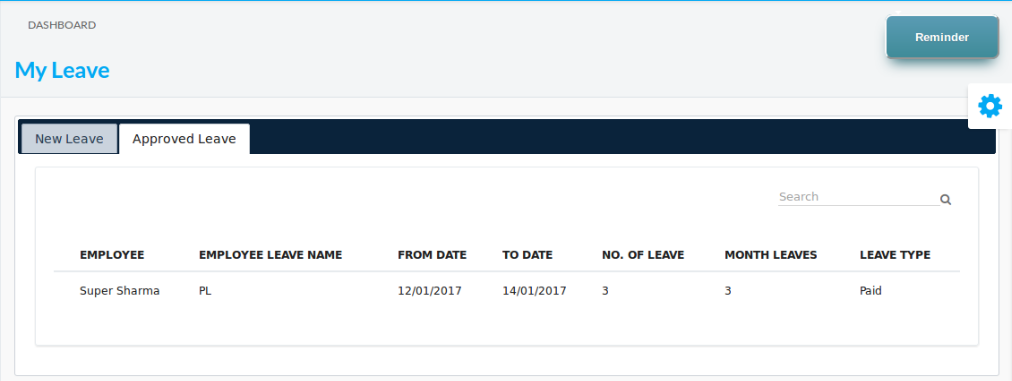 DASHBOARD
Reminder
My Leave
New Leave Approved Leave
Search
EMPLOYEE EMPLOYEE LEAVE NAME FROM DATE TO DATE NO. OF LEAVE MONTH LEAVES LEAVE TYPE
Super Sharma PL 12/01/2017 14/01/2017 3 3 Paid